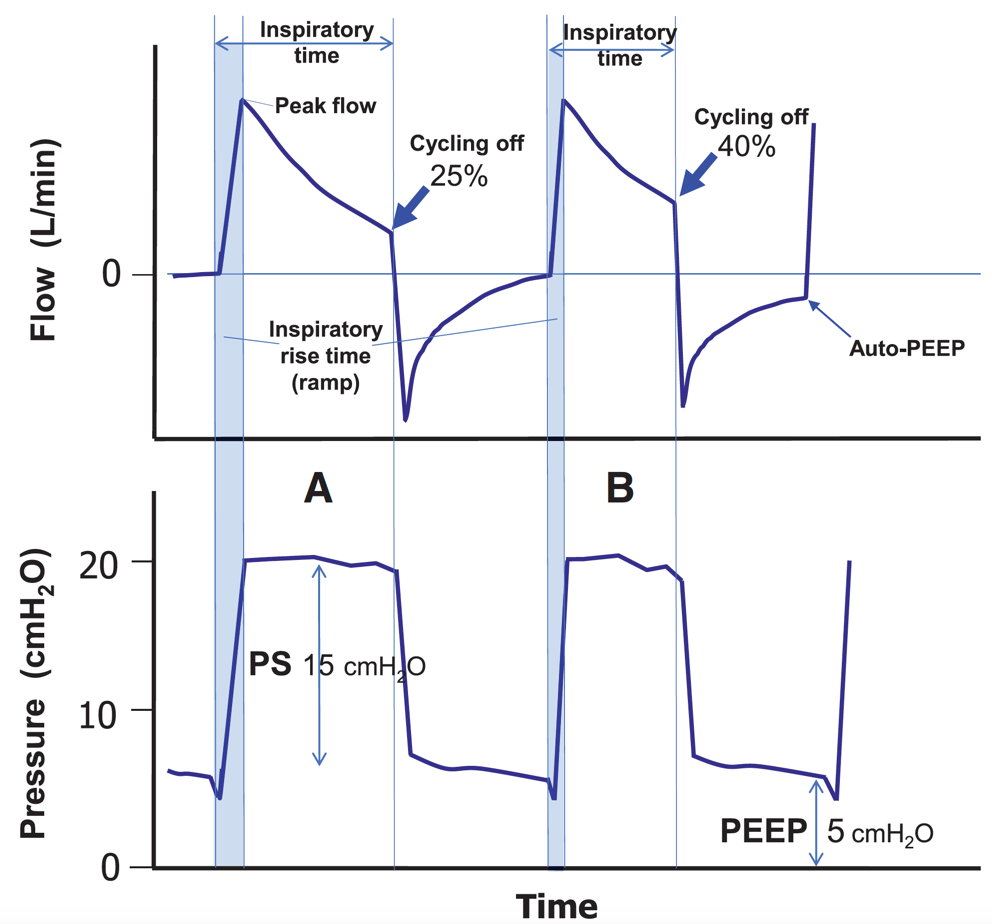 Inspiratory
time
Inspiratory
time
Peak flow
Cycling off
25%
Cycling off
40%
Flow (L/min)
0
Inspiratory
rise time
(ramp)
Auto-PEEP
A
B
Pressure (cmH₂O)
20
10
0
PS 15 cmH₂O
PEEP 5 cmH₂O
Time